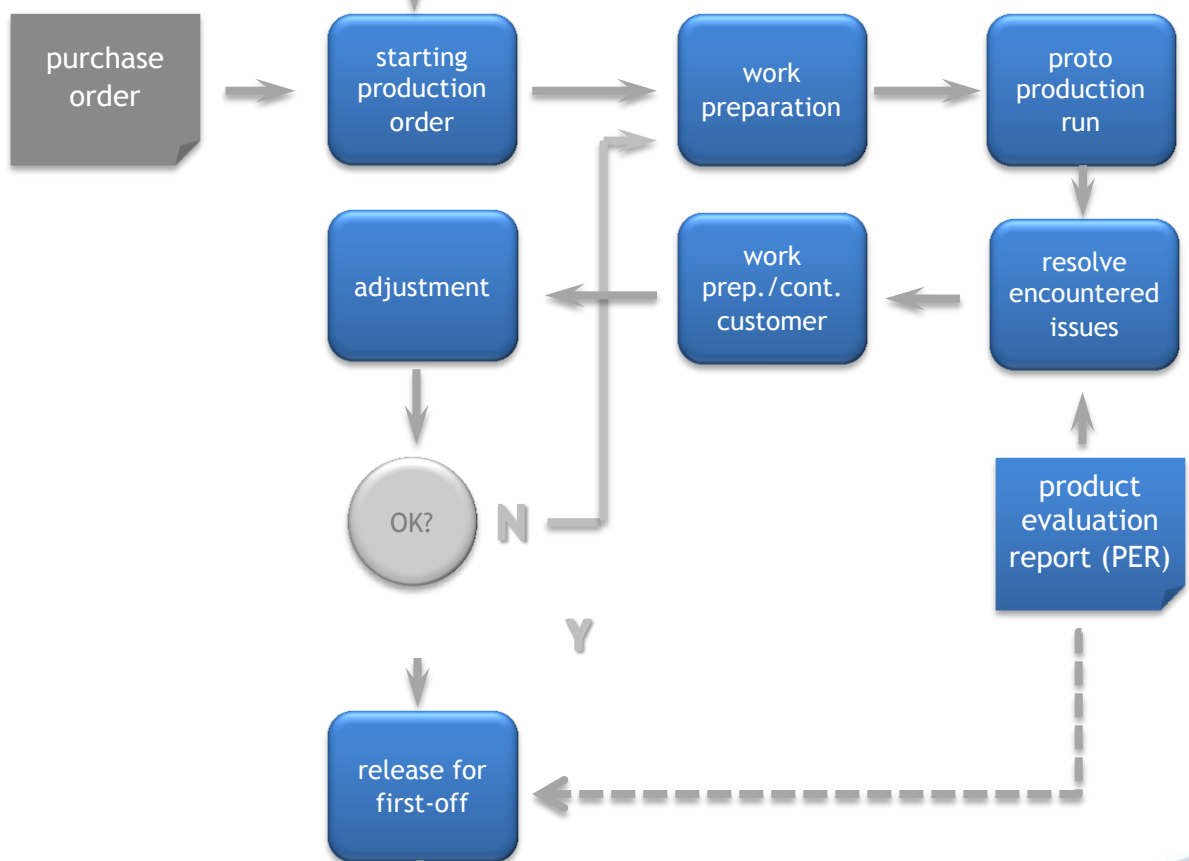 purchase
order
starting
production
order
work
preparation
proto
production
run
adjustment
work
prep./cont.
customer
resolve
encountered
issues
OK?
N
product
evaluation
report (PER)
Y
release for
first-off